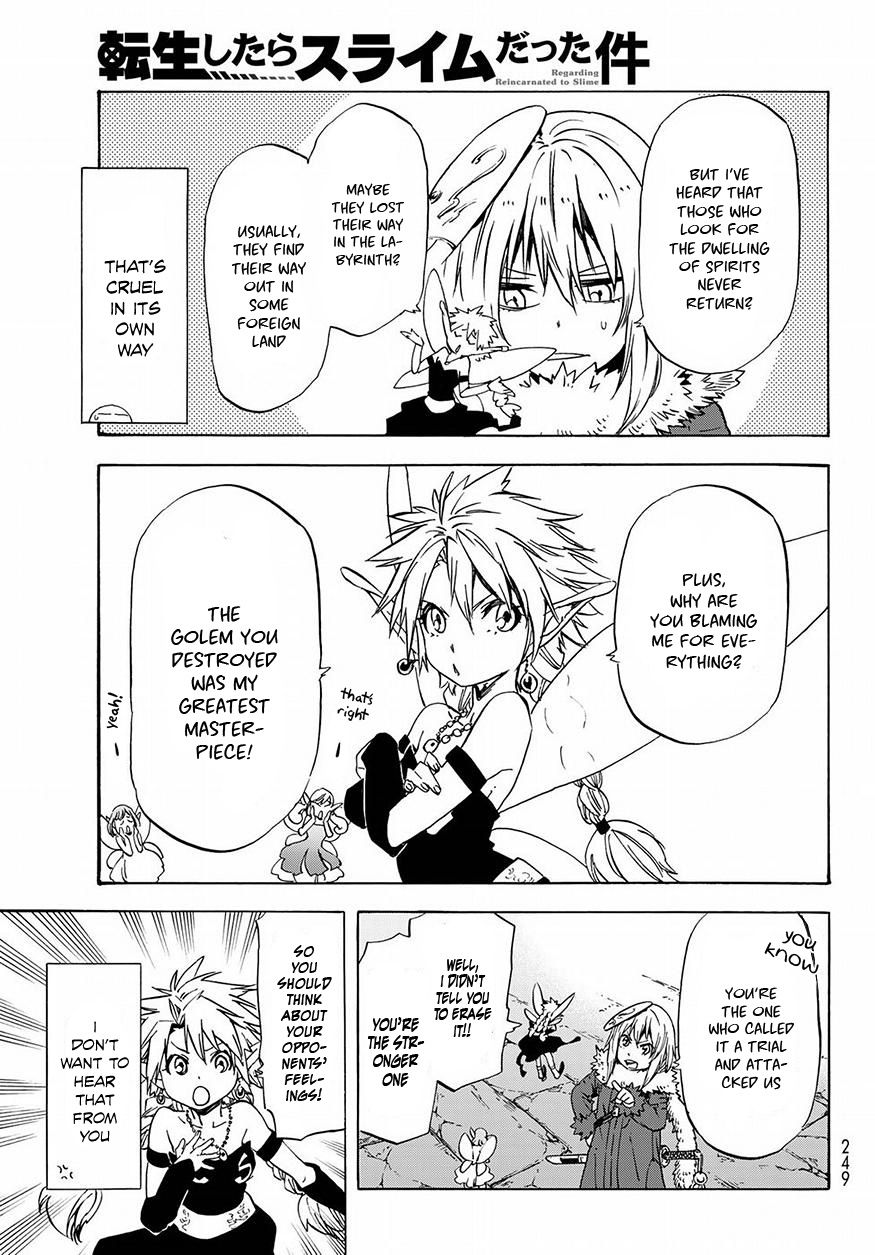 転生したらスライムだった件
Regarding
Reincarnated to Slime
BUT I'VE
HEARD THAT
THOSE WHO
LOOK FOR
THE DWELLING
OF SPIRITS
NEVER
RETURN?
MAYBE
THEY LOST
THEIR WAY
IN THE LA-
BYRINTH?
USUALLY,
THEY FIND
THEIR WAY
OUT IN
SOME
FOREIGN
LAND
THAT'S
CRUEL
IN ITS
OWN
WAY
PLUS,
WHY ARE
YOU BLAMING
ME FOR EVE-
RYTHING?
THE
GOLEM YOU
DESTROYED
WAS MY
GREATEST
MASTER-
PIECE!
that's
right
yeah!
you
know
YOU'RE
THE ONE
WHO CALLED
IT A TRIAL
AND ATTA-
CKED US
WELL,
I DIDN'T
TELL YOU
TO ERASE
IT!!
YOU'RE
THE STR-
ONGER
ONE
SO
YOU
SHOULD
THINK
ABOUT
YOUR
OPPO-
NENTS'
FEEL-
INGS!
I
DON'T
WANT TO
HEAR
THAT
FROM
YOU
249